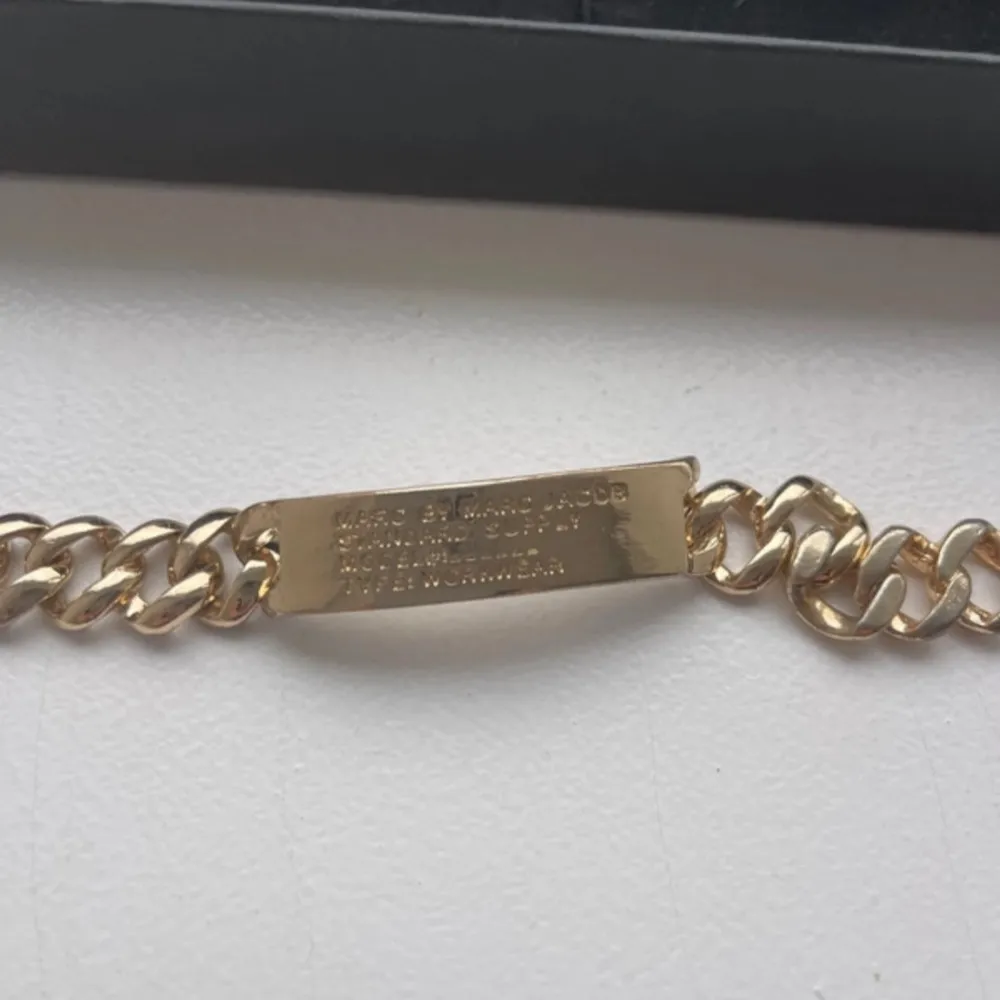 MARC BY MARC JACOB
STANDARD SUPPLY
TYPE: WORKWEAR